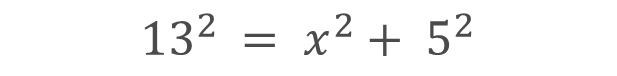 13² = x² + 5²